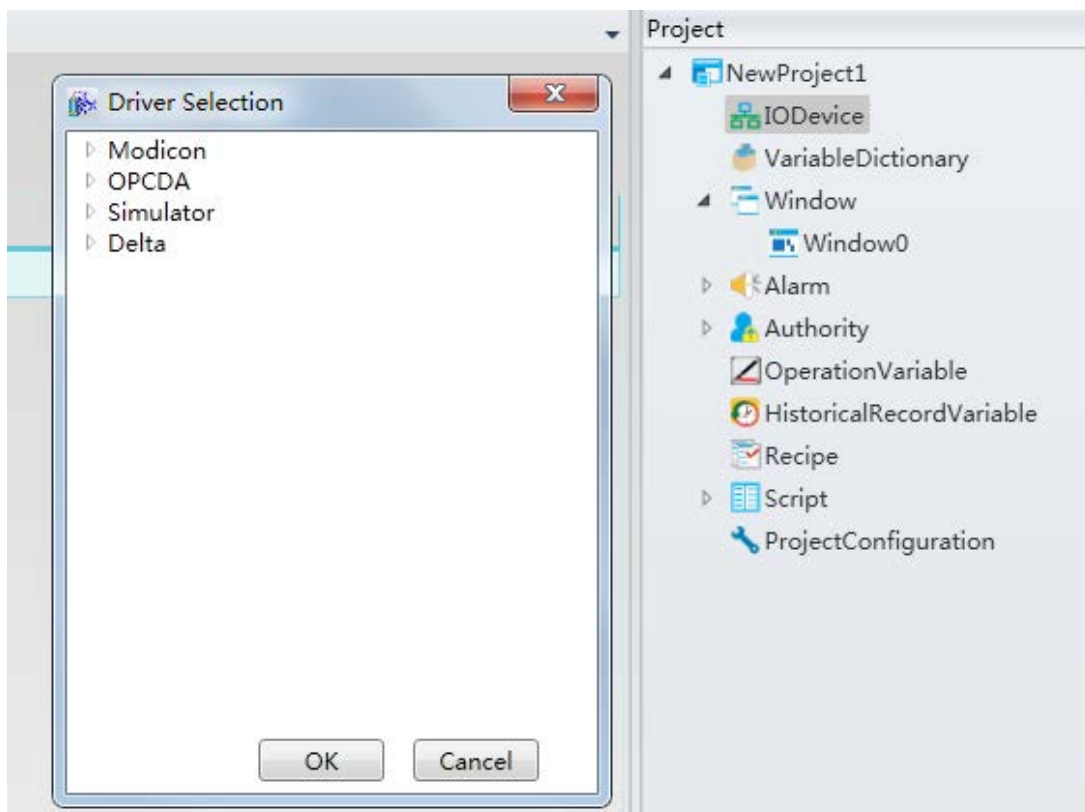 Driver Selection
Modicon
OPCDA
Simulator
Delta
OK
Cancel
Project
NewProject1
IODevice
VariableDictionary
Window
Window0
Alarm
Authority
OperationVariable
HistoricalRecordVariable
Recipe
Script
ProjectConfiguration